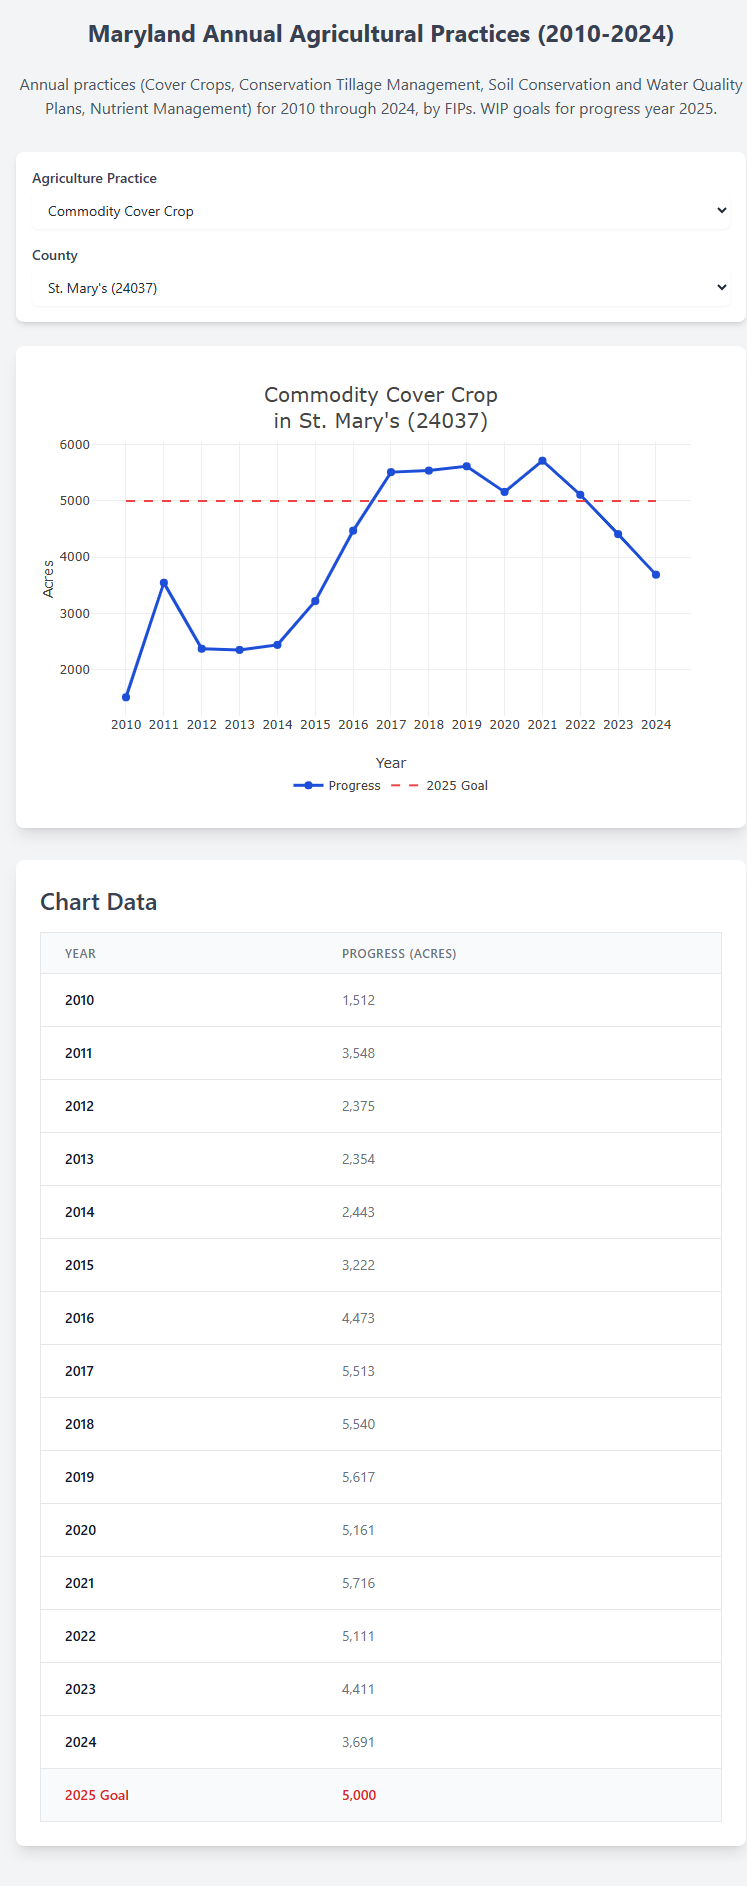 Maryland Annual Agricultural Practices (2010-2024)
Annual practices (Cover Crops, Conservation Tillage Management, Soil Conservation and Water Quality
Plans, Nutrient Management) for 2010 through 2024, by FIPs. WIP goals for progress year 2025.
Agriculture Practice
Commodity Cover Crop
County
St. Mary's (24037)
Commodity Cover Crop
in St. Mary's (24037)
6000
5000
4000
3000
2000
Acres
2010 2011 2012 2013 2014 2015 2016 2017 2018 2019 2020 2021 2022 2023 2024
Year
Progress 2025 Goal
Chart Data
YEAR PROGRESS (ACRES)
2010 1,512
2011 3,548
2012 2,375
2013 2,354
2014 2,443
2015 3,222
2016 4,473
2017 5,513
2018 5,540
2019 5,617
2020 5,161
2021 5,716
2022 5,111
2023 4,411
2024 3,691
2025 Goal 5,000